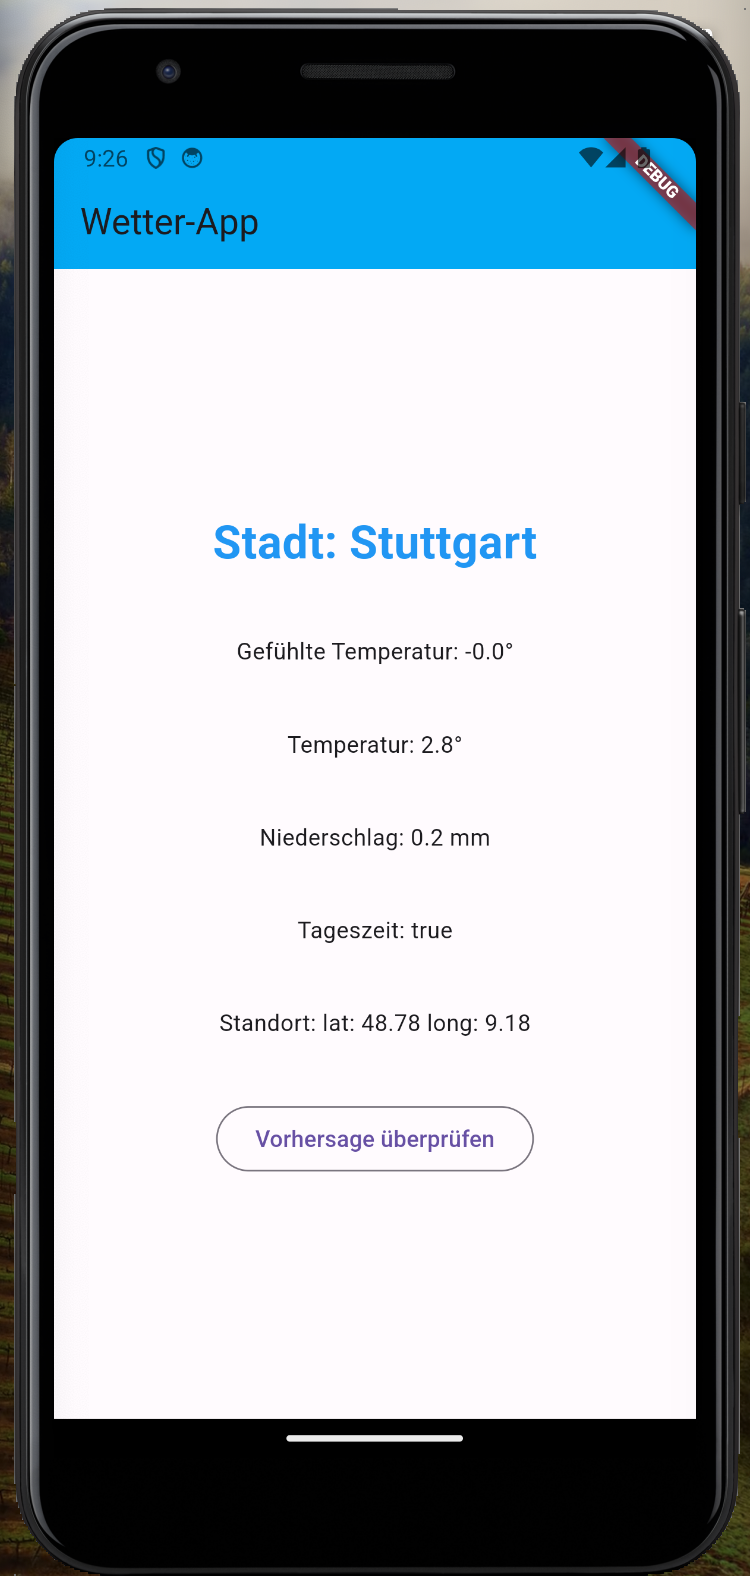 9:26
DEBUG
Wetter-App
Stadt: Stuttgart
Gefühlte Temperatur: -0.0°
Temperatur: 2.8°
Niederschlag: 0.2 mm
Tageszeit: true
Standort: lat: 48.78 long: 9.18
Vorhersage überprüfen